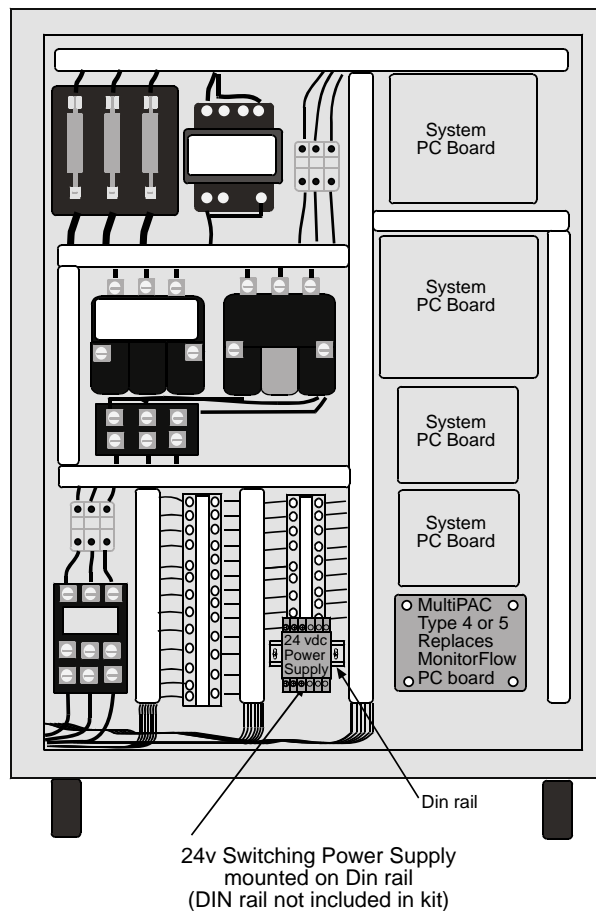 System
PC Board
System
PC Board
System
PC Board
System
PC Board
MultiPAC
Type 4 or 5
Replaces
MonitorFlow
PC board
24 vdc
Power
Supply
Din rail
24v Switching Power Supply
mounted on Din rail
(DIN rail not included in kit)